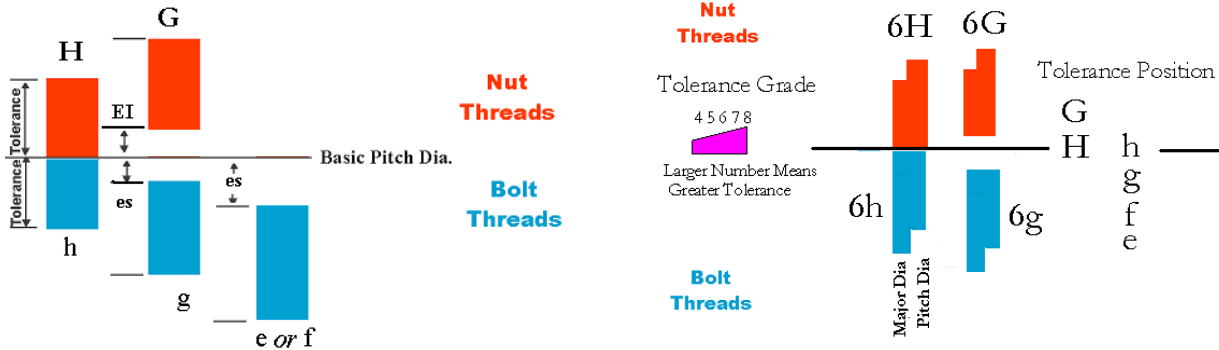 H
G
EI
Tolerance
Tolerance
Nut
Threads
Basic Pitch Dia.
es
es
Bolt
Threads
h
g
e or f
Nut
Threads
6H
6G
Tolerance Grade
4 5 6 7 8
Larger Number Means
Greater Tolerance
Tolerance Position
G
H
h
g
f
e
6h
6g
Major Dia
Pitch Dia
Bolt
Threads